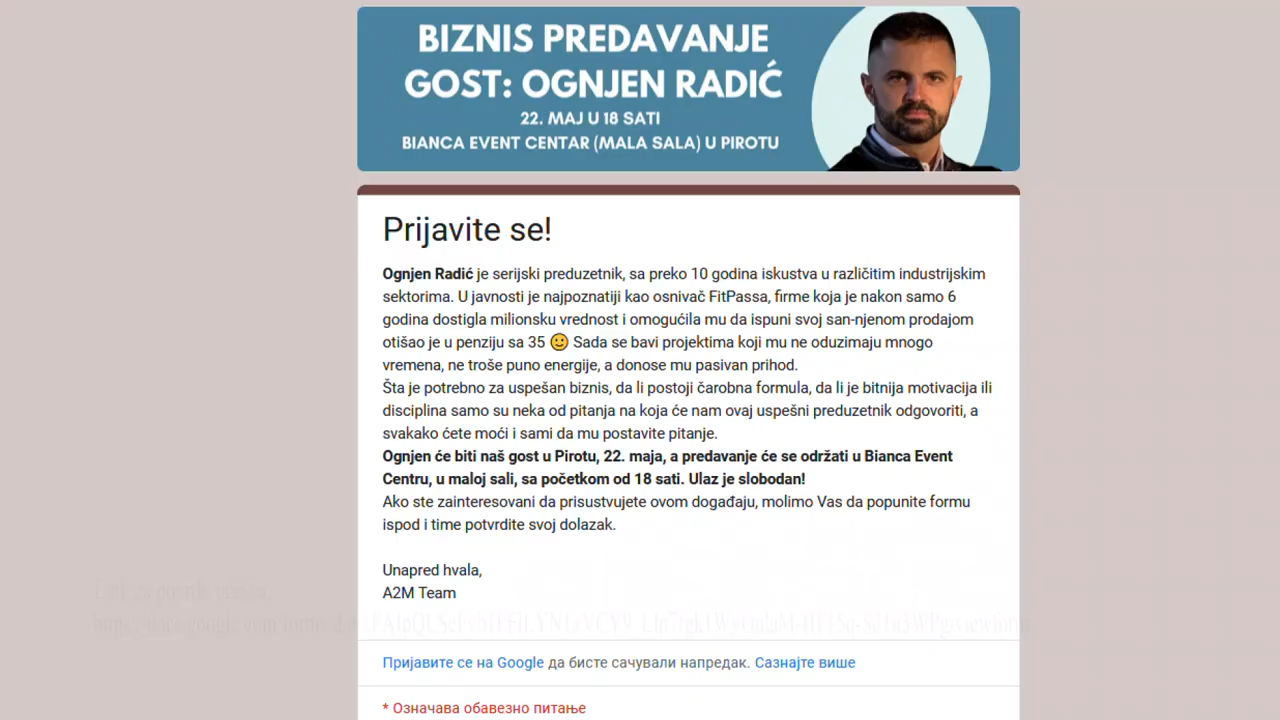 BIZNIS PREDAVANJE
GOST: OGNJEN RADIĆ
22. MAJ U 18 SATI
BIANCA EVENT CENTAR (MALA SALA) U PIROTU
Prijavite se!
Ognjen Radić je serijski preduzetnik, sa preko 10 godina iskustva u različitim industrijskim
sektorima. U javnosti je najpoznatiji kao osnivač FitPassa, firme koja je nakon samo 6
godina dostigla milionsku vrednost i omogućila mu da ispuni svoj san-njenom prodajom
otišao je u penziju sa 35 🙂 Sada se bavi projektima koji mu ne oduzimaju mnogo
vremena, ne troše puno energije, a donose mu pasivan prihod.
Šta je potrebno za uspešan biznis, da li postoji čarobna formula, da li je bitnija motivacija ili
disciplina samo su neka od pitanja na koja će nam ovaj uspešni preduzetnik odgovoriti, a
svakako ćete moći i sami da mu postavite pitanje.
Ognjen će biti naš gost u Pirotu, 22. maja, a predavanje će se održati u Bianca Event
Centru, u maloj sali, sa početkom od 18 sati. Ulaz je slobodan!
Ako ste zainteresovani da prisustvujete ovom događaju, molimo Vas da popunite formu
ispod i time potvrdite svoj dolazak.
Unapred hvala,
A2M Team
Пријавите се на Google да бисте сачували напредак. Сазнајте више
* Означава обавезно питање